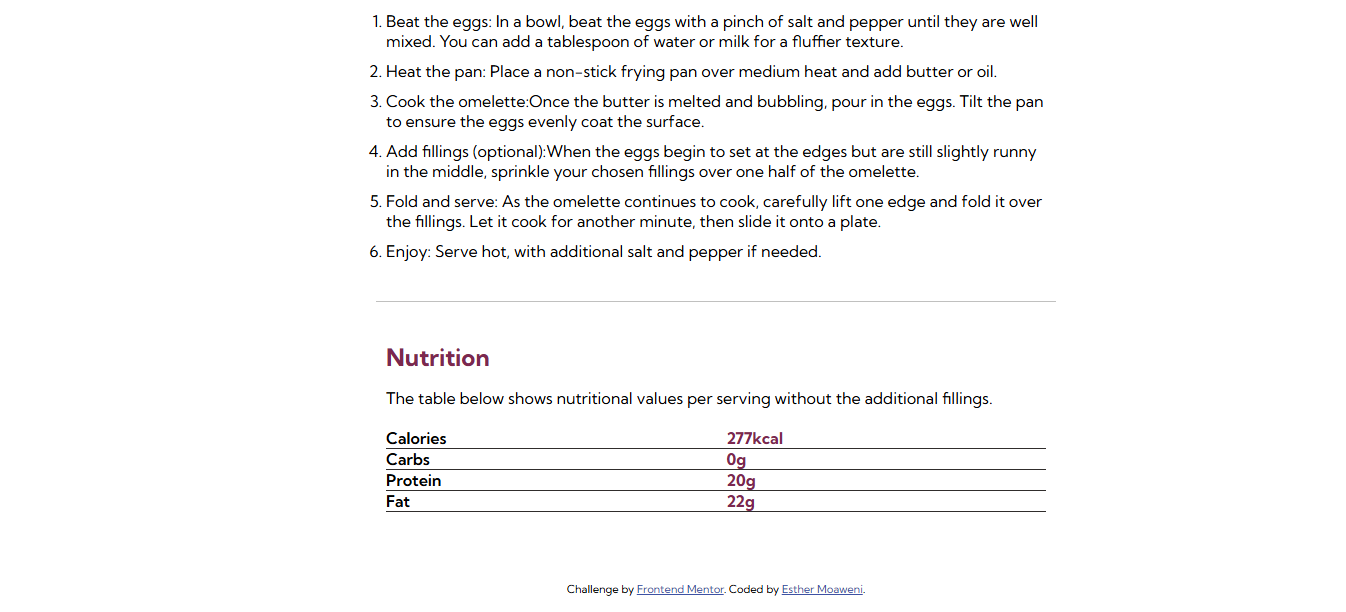 1. Beat the eggs: In a bowl, beat the eggs with a pinch of salt and pepper until they are well
mixed. You can add a tablespoon of water or milk for a fluffier texture.
2. Heat the pan: Place a non-stick frying pan over medium heat and add butter or oil.
3. Cook the omelette:Once the butter is melted and bubbling, pour in the eggs. Tilt the pan
to ensure the eggs evenly coat the surface.
4. Add fillings (optional):When the eggs begin to set at the edges but are still slightly runny
in the middle, sprinkle your chosen fillings over one half of the omelette.
5. Fold and serve: As the omelette continues to cook, carefully lift one edge and fold it over
the fillings. Let it cook for another minute, then slide it onto a plate.
6. Enjoy: Serve hot, with additional salt and pepper if needed.
Nutrition
The table below shows nutritional values per serving without the additional fillings.
Calories 277kcal
Carbs 0g
Protein 20g
Fat 22g
Challenge by Frontend Mentor. Coded by Esther Moaweni.